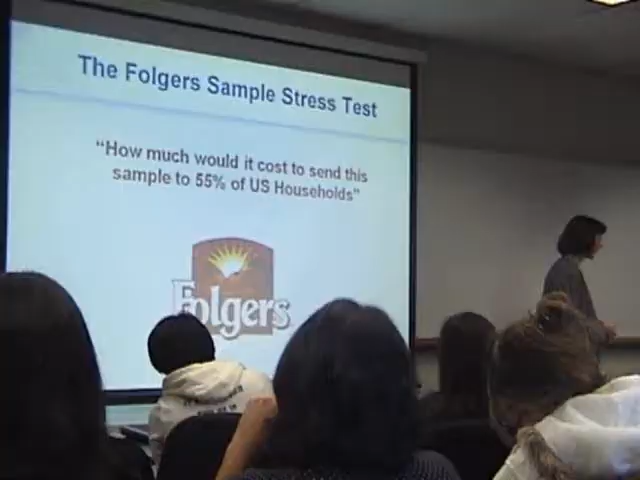 The Folgers Sample Stress Test
"How much would it cost to send this
sample to 55% of US Households"
Folgers